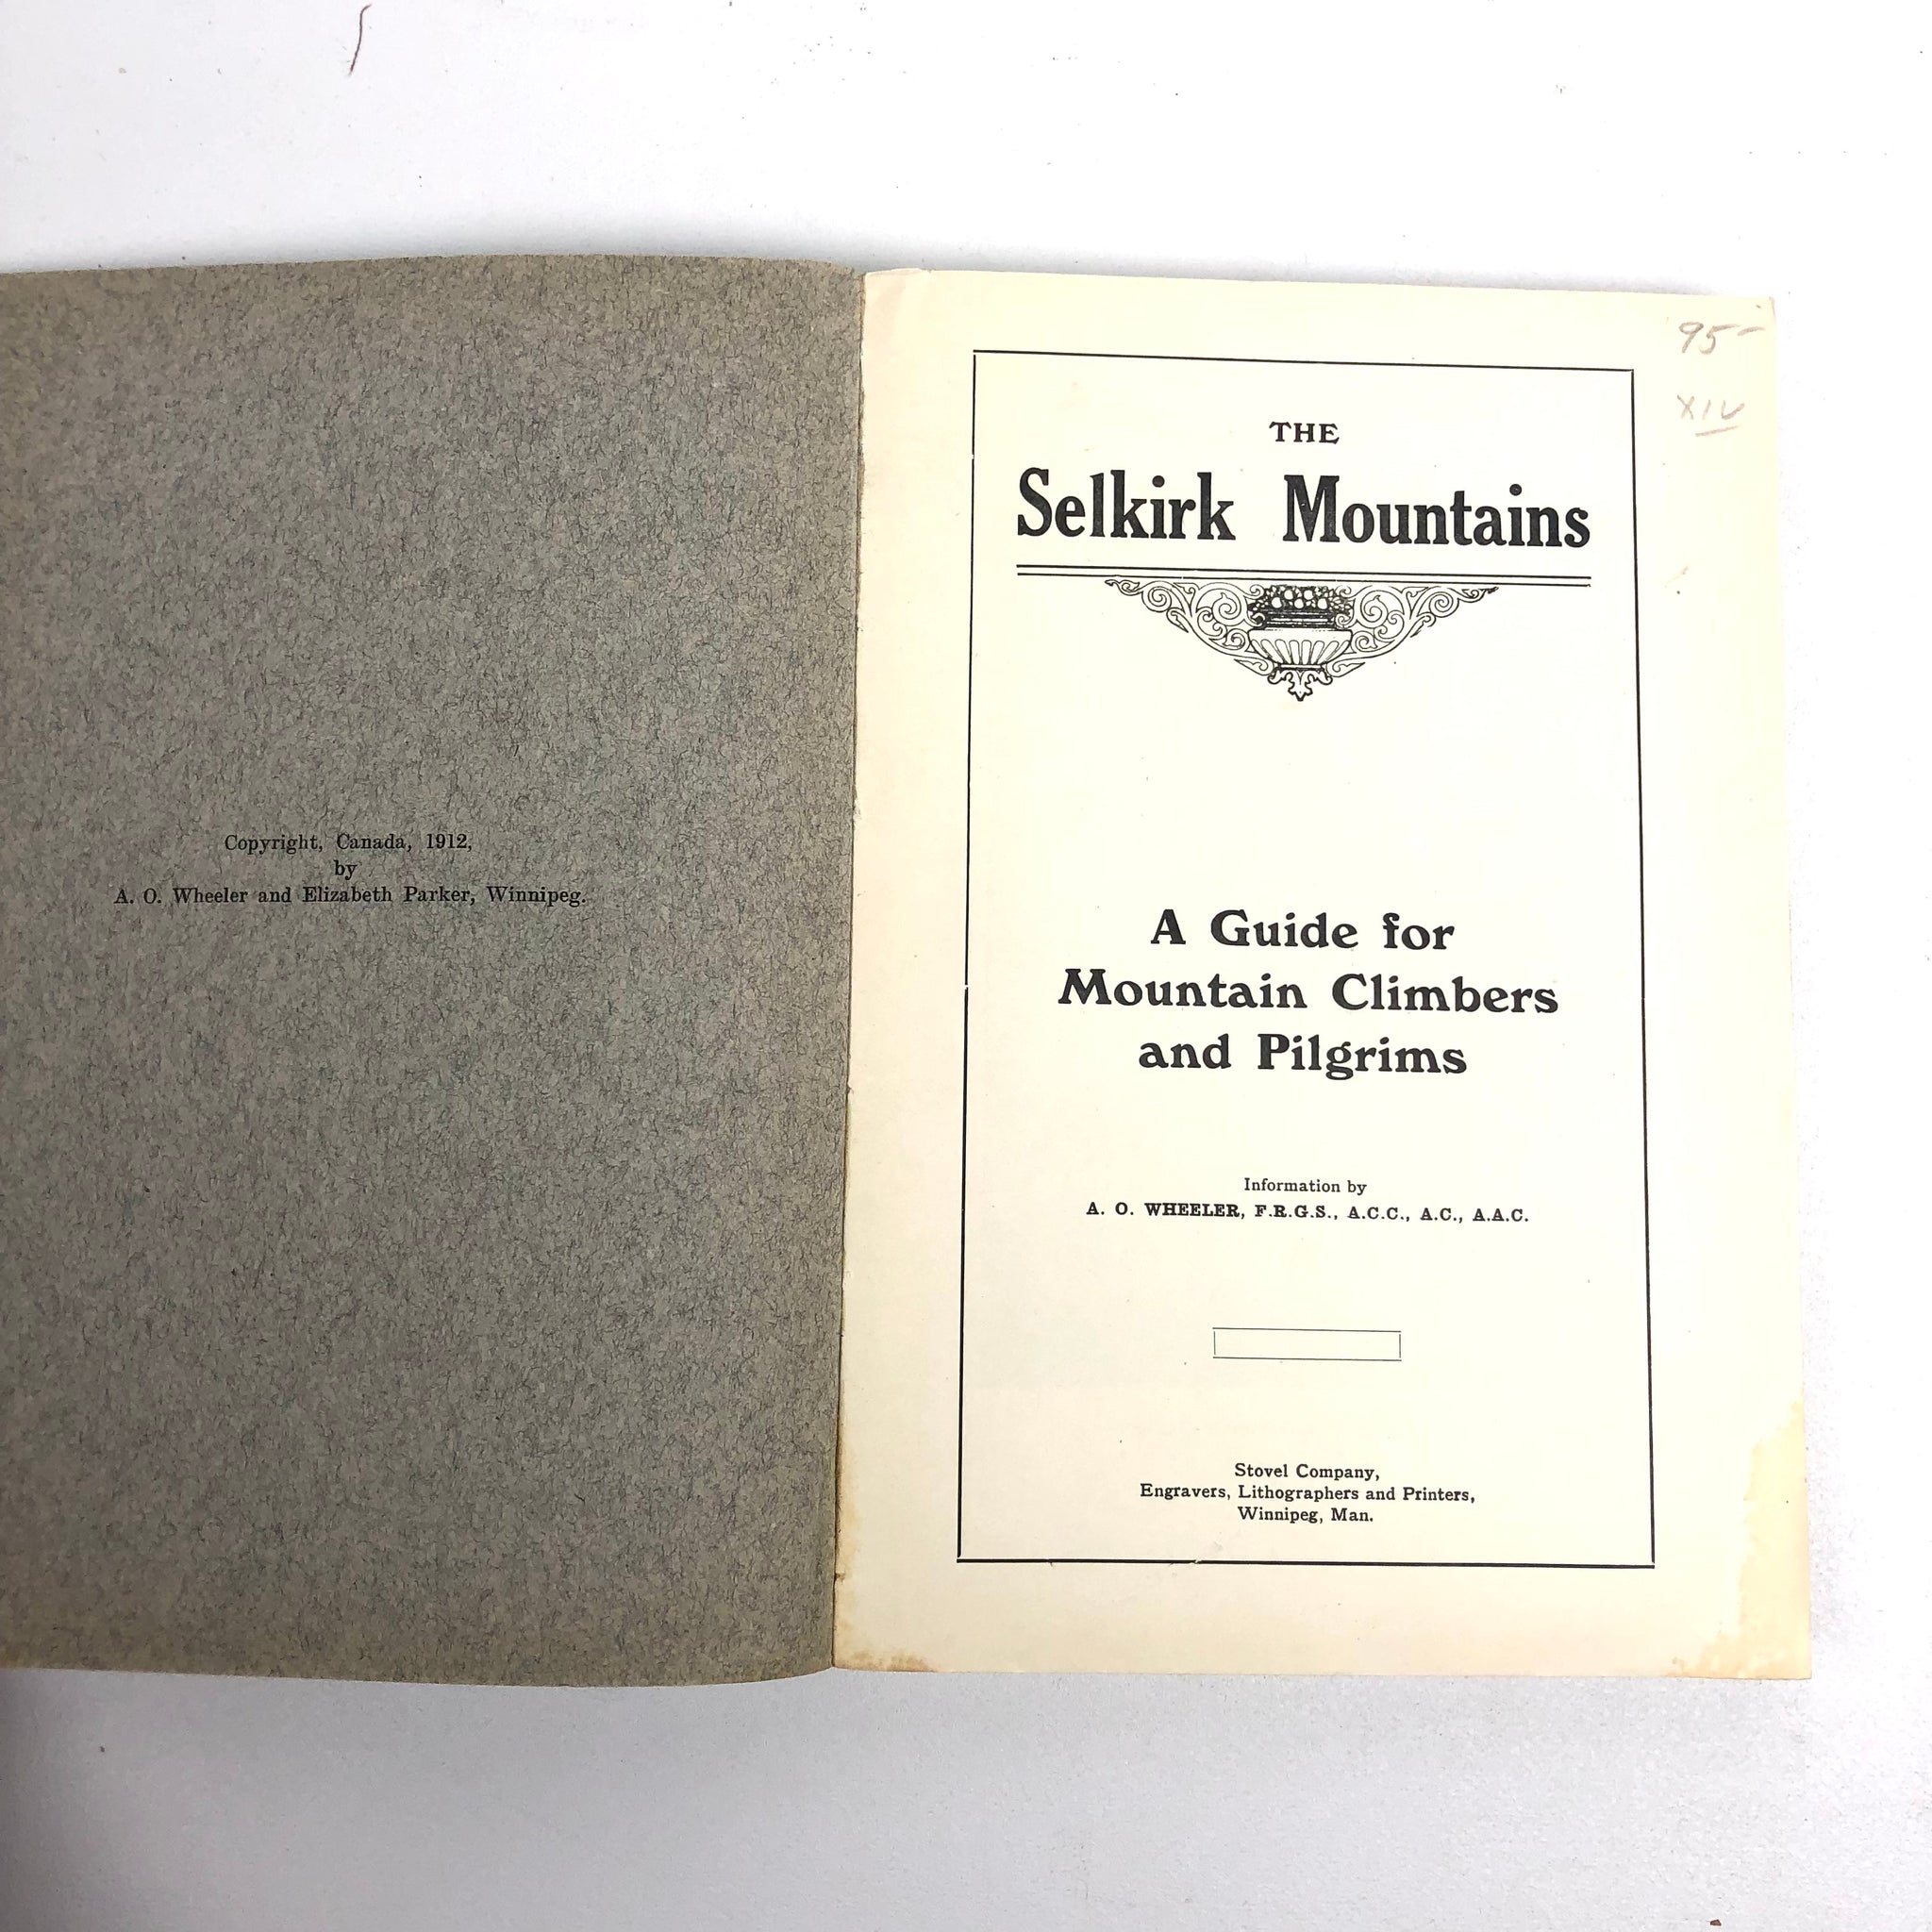 Copyright, Canada, 1912,
by
A. O. Wheeler and Elizabeth Parker, Winnipeg.
95-
XIV
THE
Selkirk Mountains
A Guide for
Mountain Climbers
and Pilgrims
Information by
A. O. WHEELER, F.R.G.S., A.C.C., A.C., A.A.C.
Stovel Company,
Engravers, Lithographers and Printers,
Winnipeg, Man.